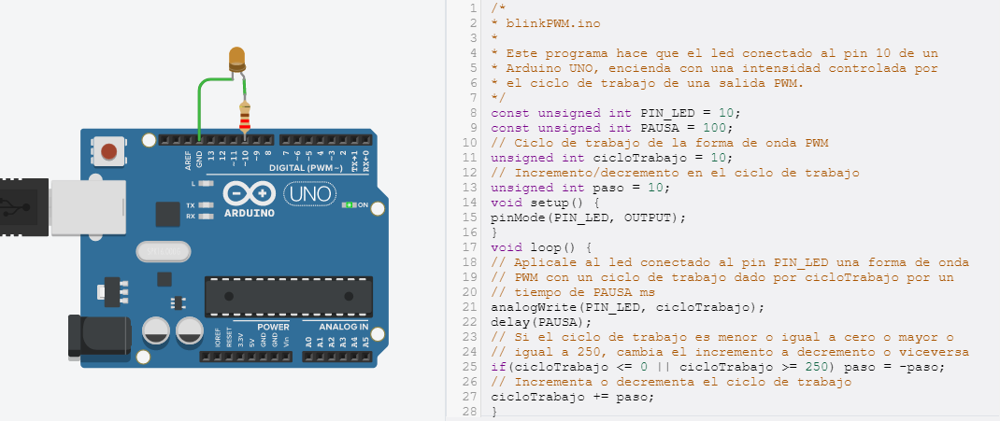 L
TX
RX
AREF
GND
13
12
~11
~10
~9
8
7
~6
~5
4
~3
2
TX→1
RX←0
DIGITAL (PWM~)
UNO
ARDUINO
ON
POWER
ANALOG IN
IOREF
RESET
3.3V
5V
GND
GND
Vin
A0
A1
A2
A3
A4
A5
1 /*
2 * blinkPWM.ino
3 *
4 * Este programa hace que el led conectado al pin 10 de un
5 * Arduino UNO, encienda con una intensidad controlada por
6 * el ciclo de trabajo de una salida PWM.
7 */
8 const unsigned int PIN_LED = 10;
9 const unsigned int PAUSA = 100;
10 // Ciclo de trabajo de la forma de onda PWM
11 unsigned int cicloTrabajo = 10;
12 // Incremento/decremento en el ciclo de trabajo
13 unsigned int paso = 10;
14 void setup() {
15 pinMode(PIN_LED, OUTPUT);
16 }
17 void loop() {
18 // Aplicale al led conectado al pin PIN_LED una forma de onda
19 // PWM con un ciclo de trabajo dado por cicloTrabajo por un
20 // tiempo de PAUSA ms
21 analogWrite(PIN_LED, cicloTrabajo);
22 delay(PAUSA);
23 // Si el ciclo de trabajo es menor o igual a cero o mayor o
24 // igual a 250, cambia el incremento a decremento o viceversa
25 if(cicloTrabajo <= 0 || cicloTrabajo >= 250) paso = -paso;
26 // Incrementa o decrementa el ciclo de trabajo
27 cicloTrabajo += paso;
28 }